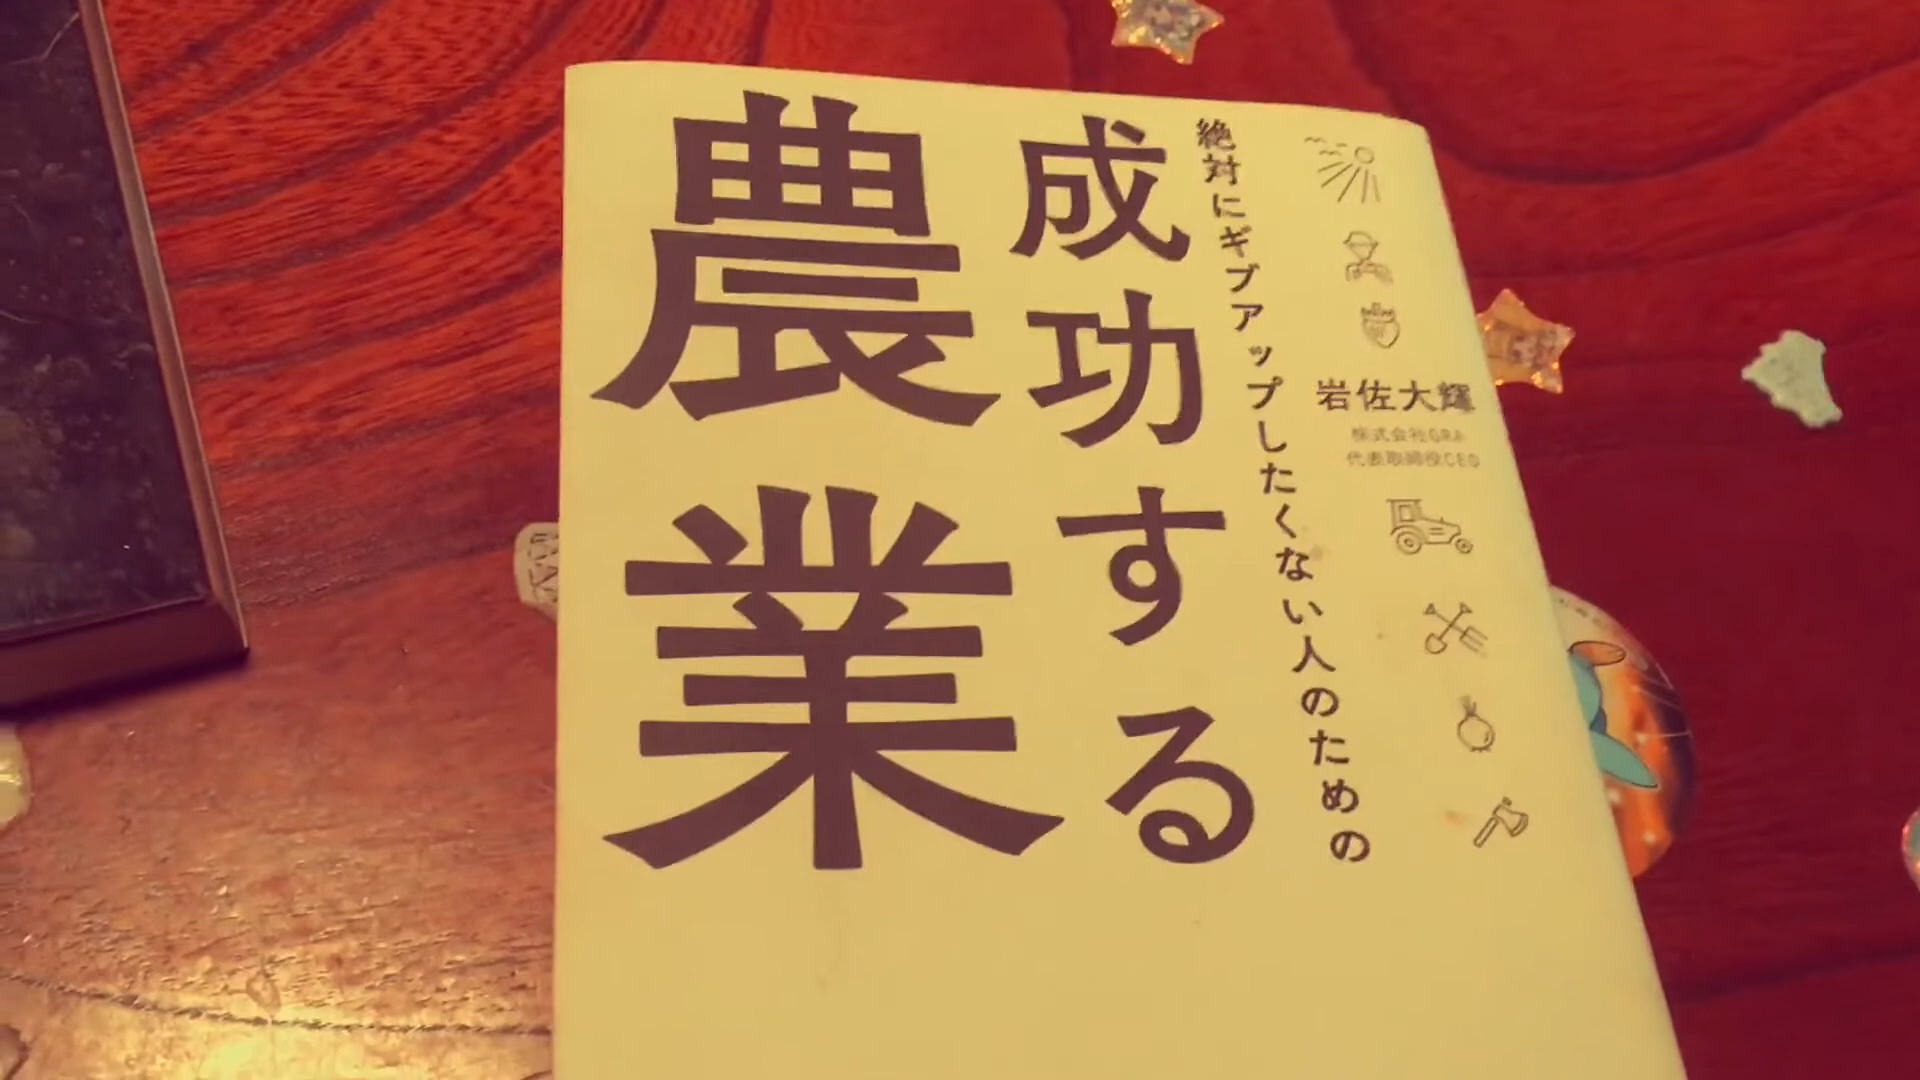 絶対にギブアップしたくない人のための
成功する
農業
岩佐大輝
株式会社GRA
代表取締役CEO